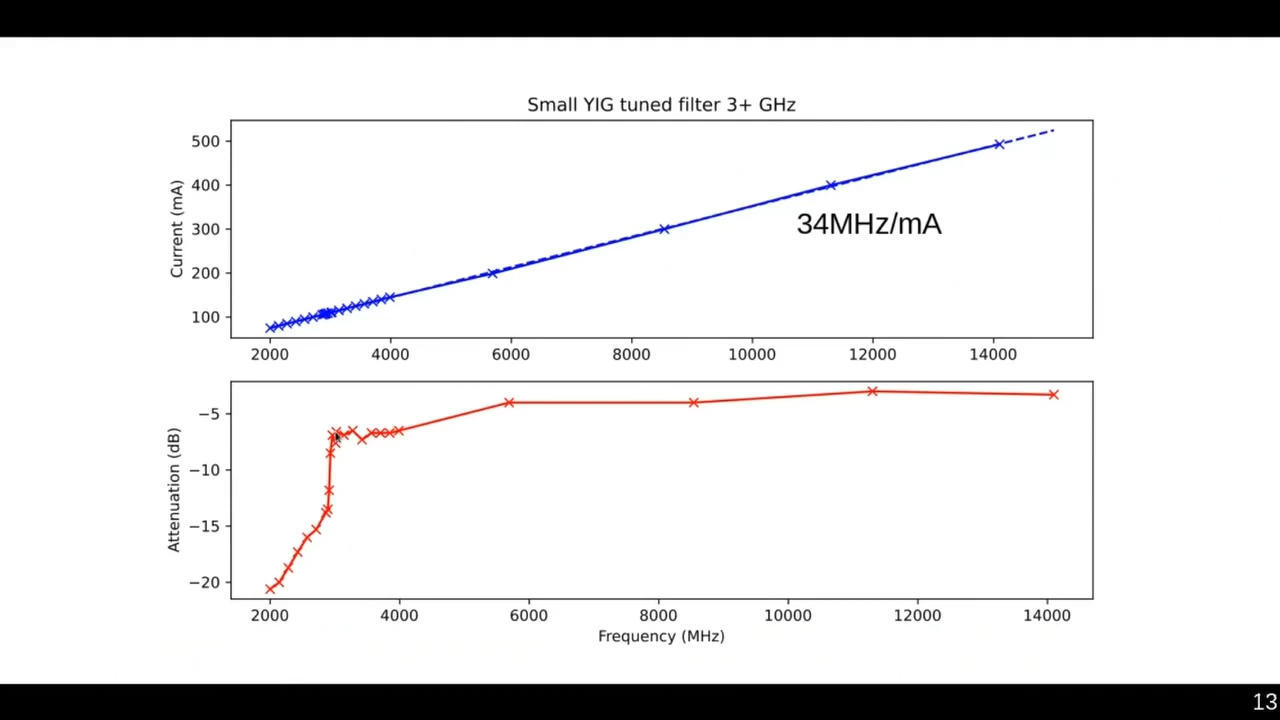 Small YIG tuned filter 3+ GHz
500
400
300
200
100
Current (mA)
34MHz/mA
2000 4000 6000 8000 10000 12000 14000
−5
−10
−15
−20
Attenuation (dB)
2000 4000 6000 8000 10000 12000 14000
Frequency (MHz)
13